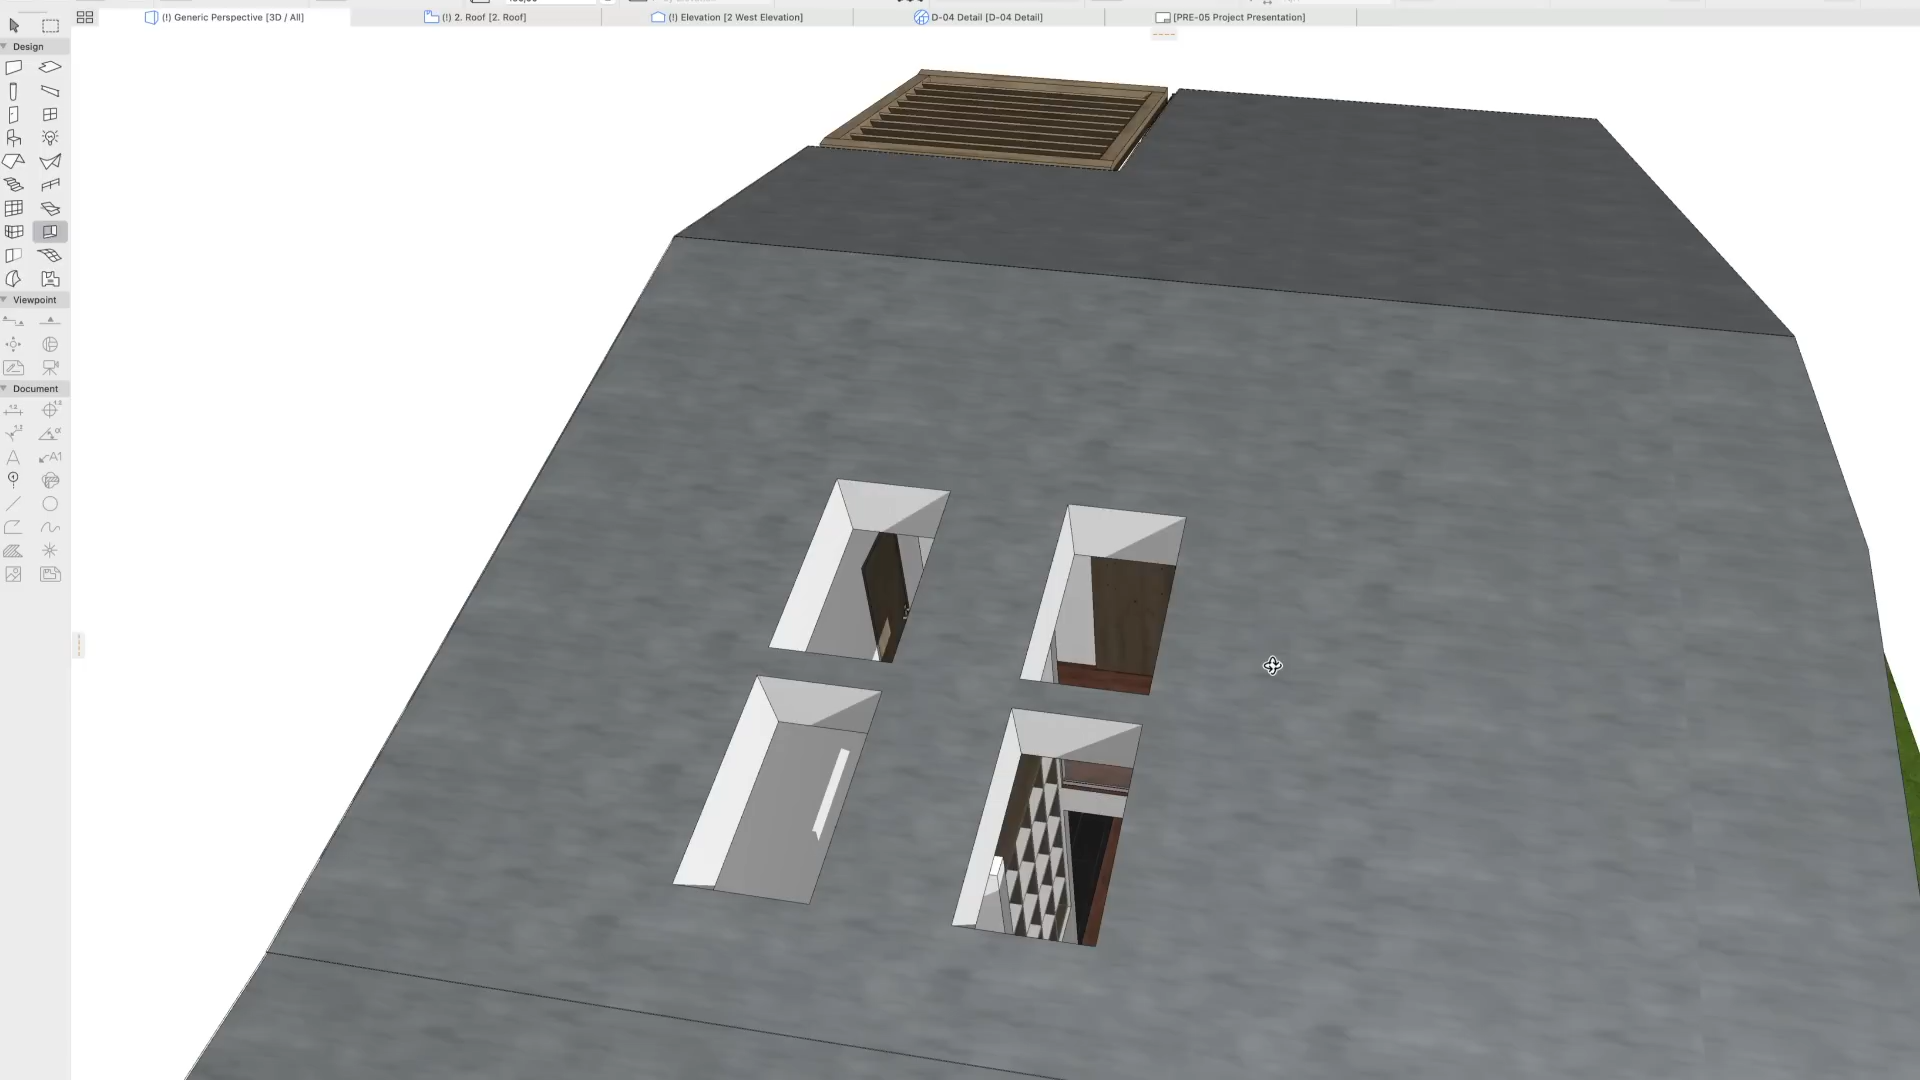 (!) Generic Perspective [3D / All]
(!) 2. Roof [2. Roof]
(!) Elevation [2 West Elevation]
D-04 Detail [D-04 Detail]
[PRE-05 Project Presentation]
Design
Viewpoint
Document
A1